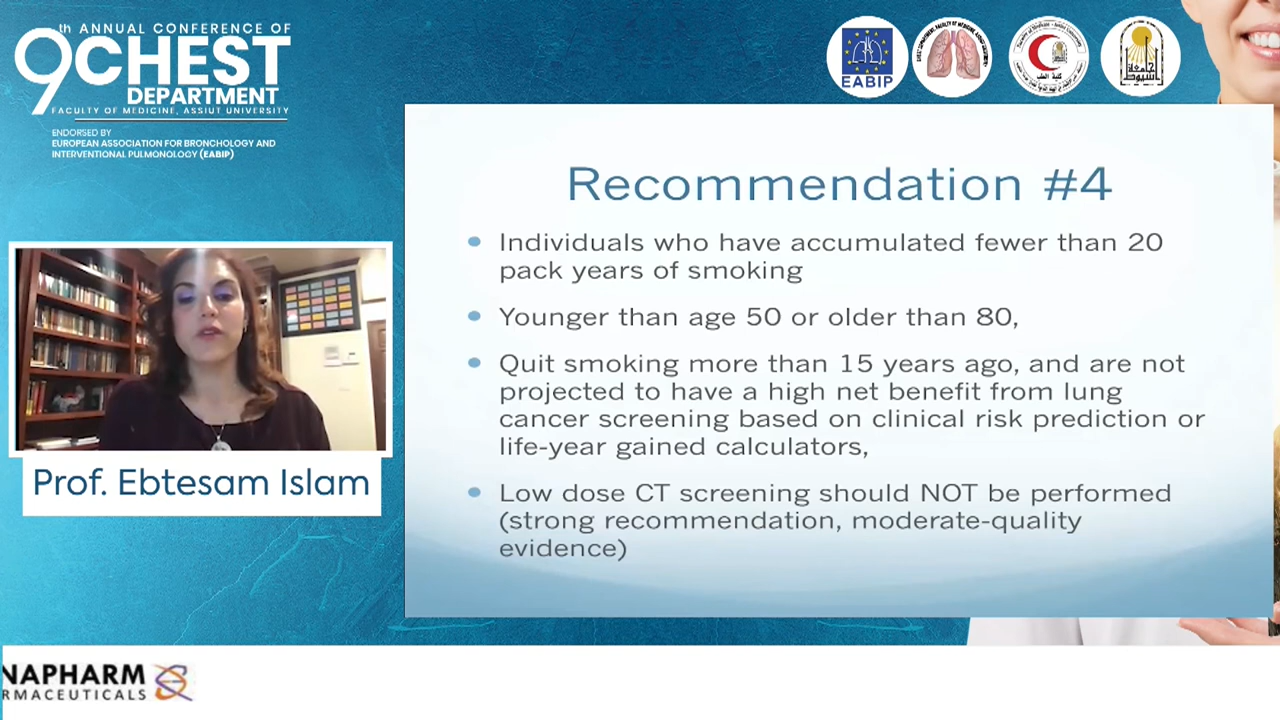 9th ANNUAL CONFERENCE OF
CHEST
DEPARTMENT
FACULTY OF MEDICINE, ASSIUT UNIVERSITY
ENDORSED BY
EUROPEAN ASSOCIATION FOR BRONCHOLOGY AND
INTERVENTIONAL PULMONOLOGY (EABIP)
EABIP
كلية الطب
جامعة
أسيوط
Recommendation #4
Individuals who have accumulated fewer than 20
pack years of smoking
Younger than age 50 or older than 80,
Quit smoking more than 15 years ago, and are not
projected to have a high net benefit from lung
cancer screening based on clinical risk prediction or
life-year gained calculators,
Low dose CT screening should NOT be performed
(strong recommendation, moderate-quality
evidence)
Prof. Ebtesam Islam
NAPHARM
RMACEUTICALS